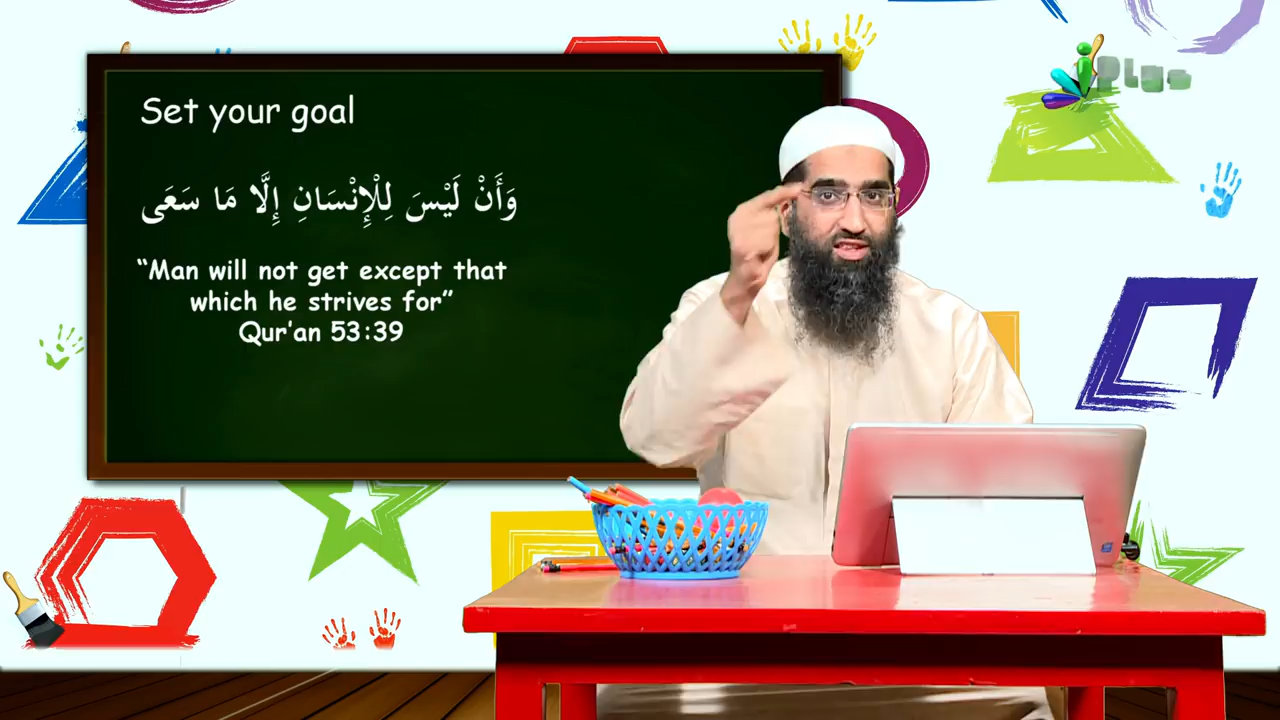 Plus
Set your goal
وَأَنْ لَيْسَ لِلْإِنْسَانِ إِلَّا مَا سَعَى
“Man will not get except that
which he strives for”
Qur’an 53:39